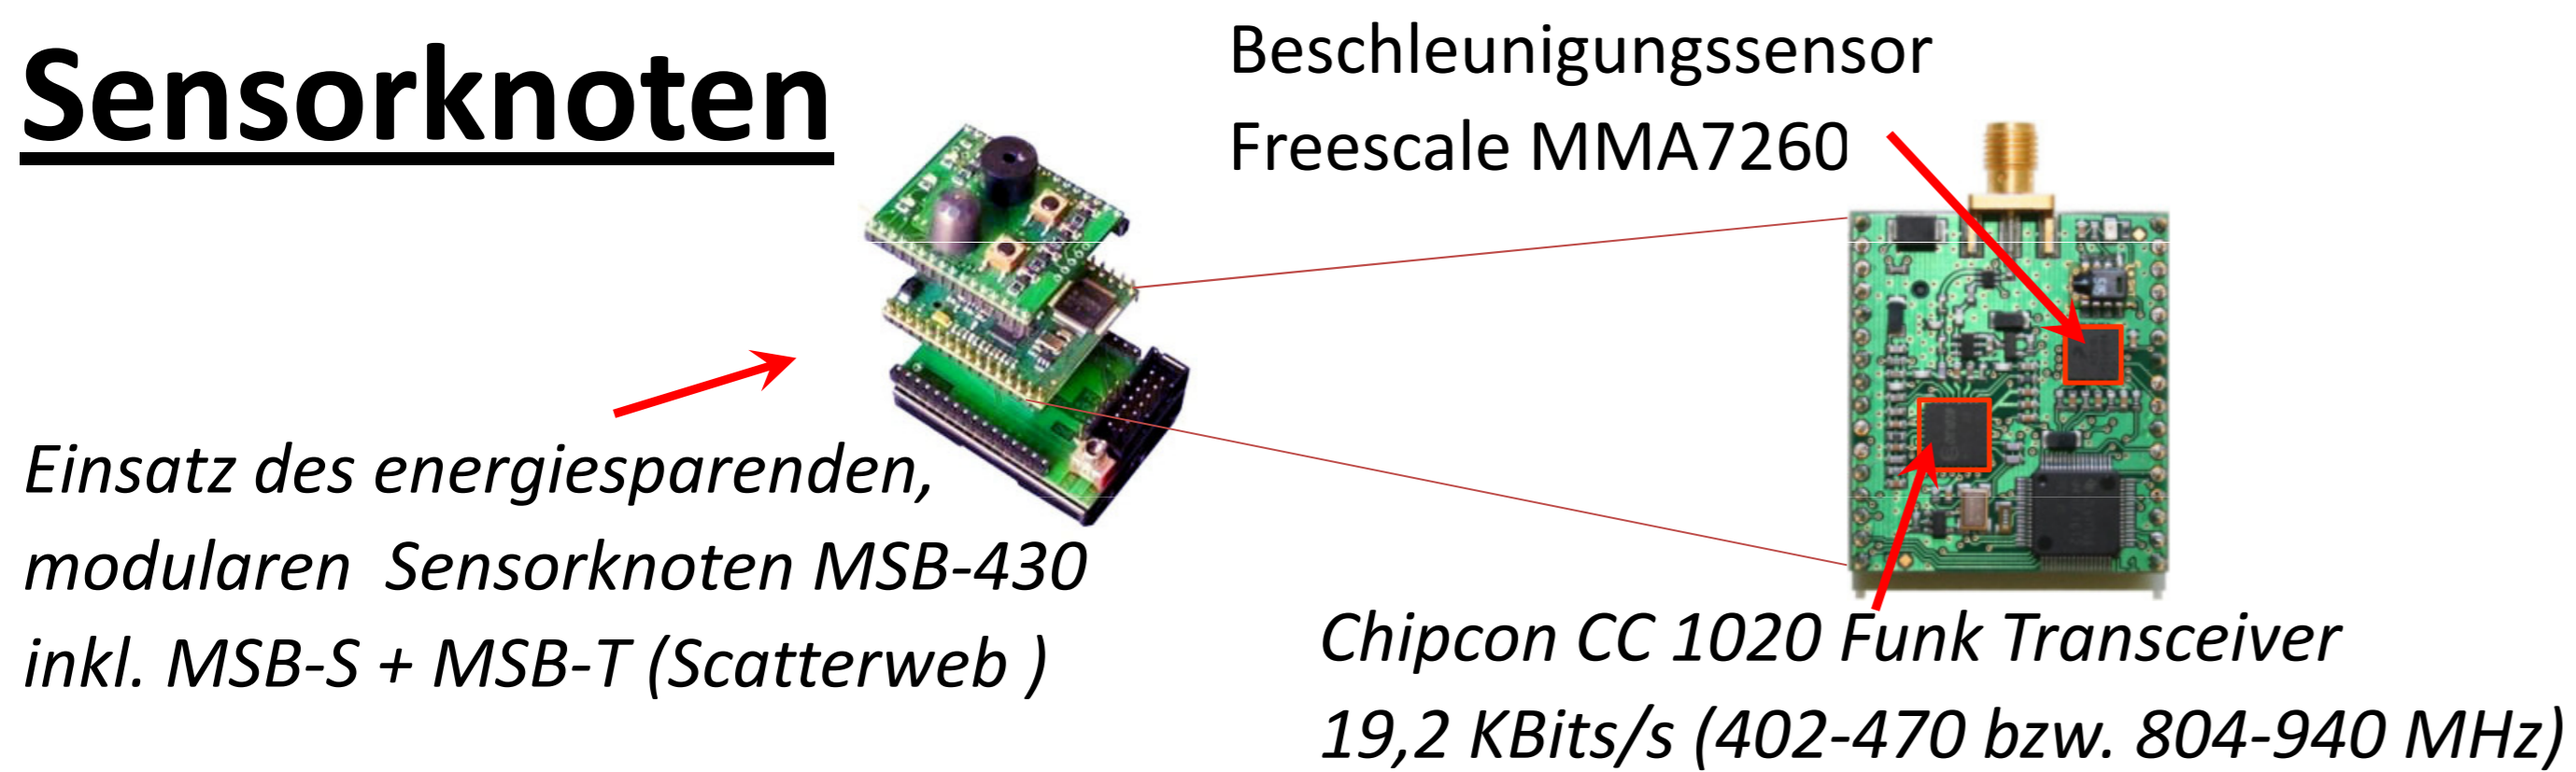 Sensorknoten
Beschleunigungssensor
Freescale MMA7260
Einsatz des energiesparenden,
modularen Sensorknoten MSB-430
inkl. MSB-S + MSB-T (Scatterweb )
Chipcon CC 1020 Funk Transceiver
19,2 KBits/s (402-470 bzw. 804-940 MHz)